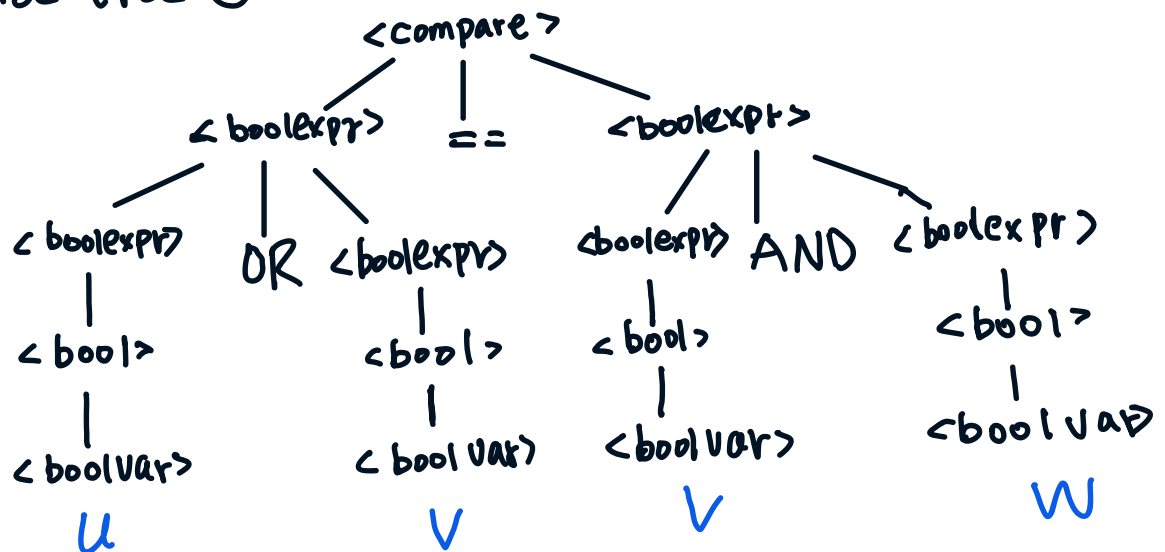 <compare>
<boolexpr> == <boolexpr>
<boolexpr> OR <boolexpr> <boolexpr> AND <boolexpr>
<bool> <bool> <bool> <bool>
<boolvar> <boolvar> <boolvar> <boolvar>
U V V W